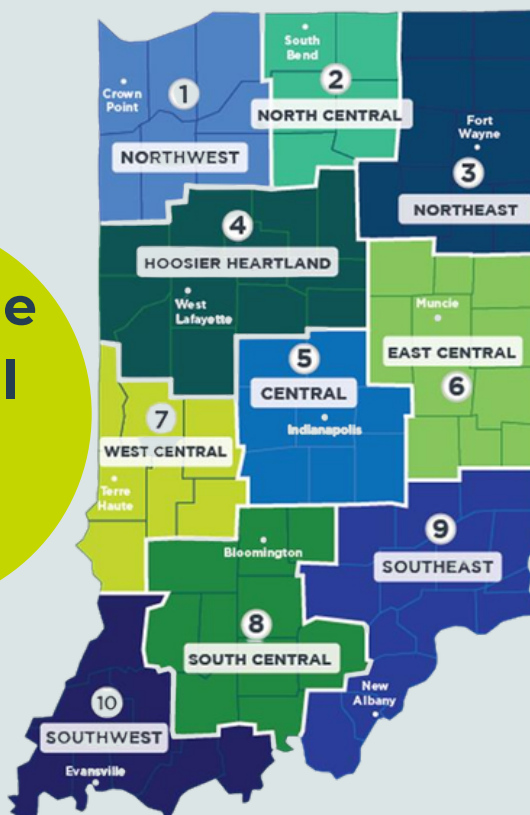 South
Bend
Crown
Point
1
2
NORTH CENTRAL
Fort
Wayne
NORTHWEST
3
NORTHEAST
4
HOOSIER HEARTLAND
West
Lafayette
Muncie
EAST CENTRAL
6
5
CENTRAL
Indianapolis
7
WEST CENTRAL
Terre
Haute
9
SOUTHEAST
Bloomington
8
SOUTH CENTRAL
New
Albany
10
SOUTHWEST
Evansville